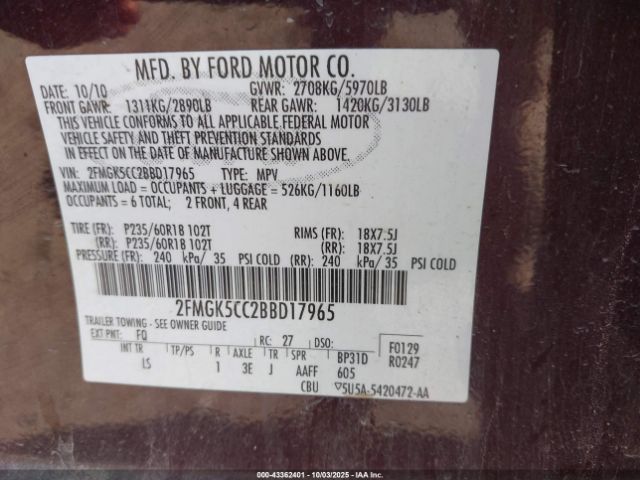 MFD. BY FORD MOTOR CO.
DATE: 10/10 GVWR: 2708KG/5970LB
FRONT GAWR: 1311KG/2890LB REAR GAWR: 1420KG/3130LB
THIS VEHICLE CONFORMS TO ALL APPLICABLE FEDERAL MOTOR
VEHICLE SAFETY AND THEFT PREVENTION STANDARDS
IN EFFECT ON THE DATE OF MANUFACTURE SHOWN ABOVE.
VIN: 2FMGK5CC2BBD17965 TYPE: MPV
MAXIMUM LOAD = OCCUPANTS + LUGGAGE = 526KG/1160LB
OCCUPANTS = 6 TOTAL; 2 FRONT, 4 REAR
TIRE (FR): P235/60R18 102T RIMS (FR): 18X7.5J
(RR): P235/60R18 102T (RR): 18X7.5J
PRESSURE (FR): 240 kPa/ 35 PSI COLD (RR): 240 kPa/ 35 PSI COLD
2FMGK5CC2BBD17965
TRAILER TOWING - SEE OWNER GUIDE
EXT PNT: FQ RC: 27 DSO: F0129
INT TR TP/PS R AXLE TR SPR BP31D R0247
LS 1 3E J AAFF 605
CBU ▽5U5A-5420472-AA
000-43362401 - 10/03/2025 - IAAI.com